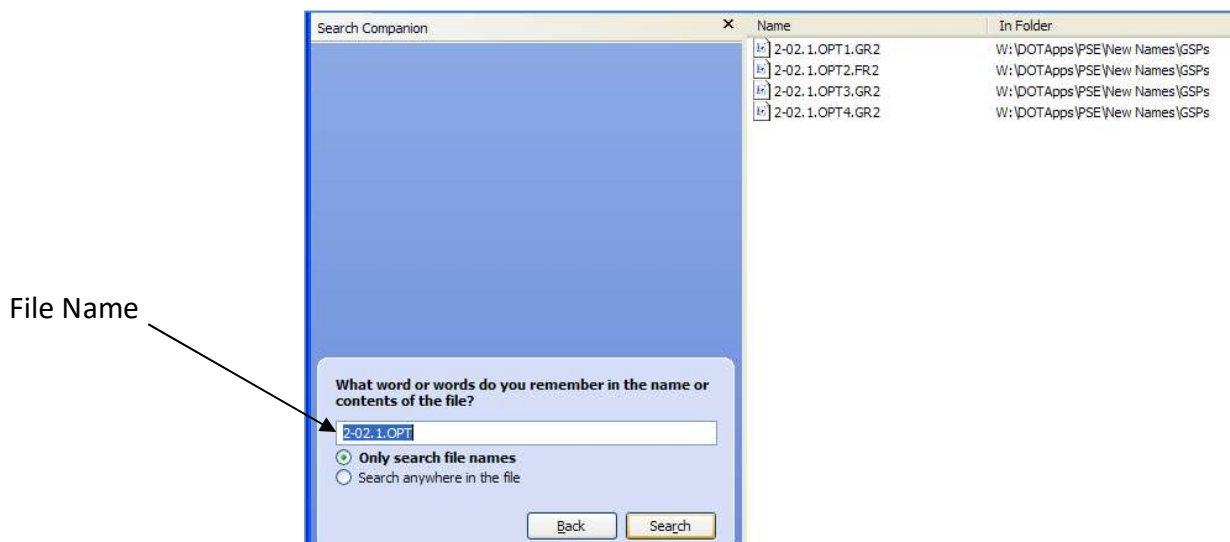 Search Companion
Name In Folder
2-02.1.OPT1.GR2 W:\DOTApps\PSE\New Names\GSPs
2-02.1.OPT2.FR2 W:\DOTApps\PSE\New Names\GSPs
2-02.1.OPT3.GR2 W:\DOTApps\PSE\New Names\GSPs
2-02.1.OPT4.GR2 W:\DOTApps\PSE\New Names\GSPs
File Name
What word or words do you remember in the name or
contents of the file?
2-02.1.OPT
Only search file names
Search anywhere in the file
Back Search